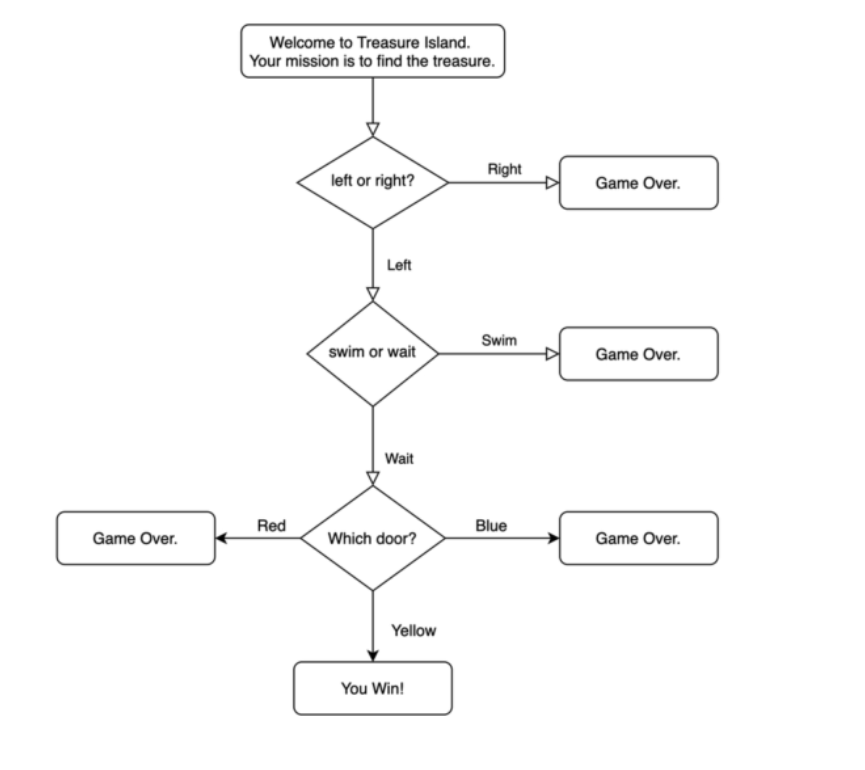 Welcome to Treasure Island.
Your mission is to find the treasure.
left or right?
Right
Game Over.
Left
swim or wait
Swim
Game Over.
Wait
Game Over.
Red
Which door?
Blue
Game Over.
Yellow
You Win!